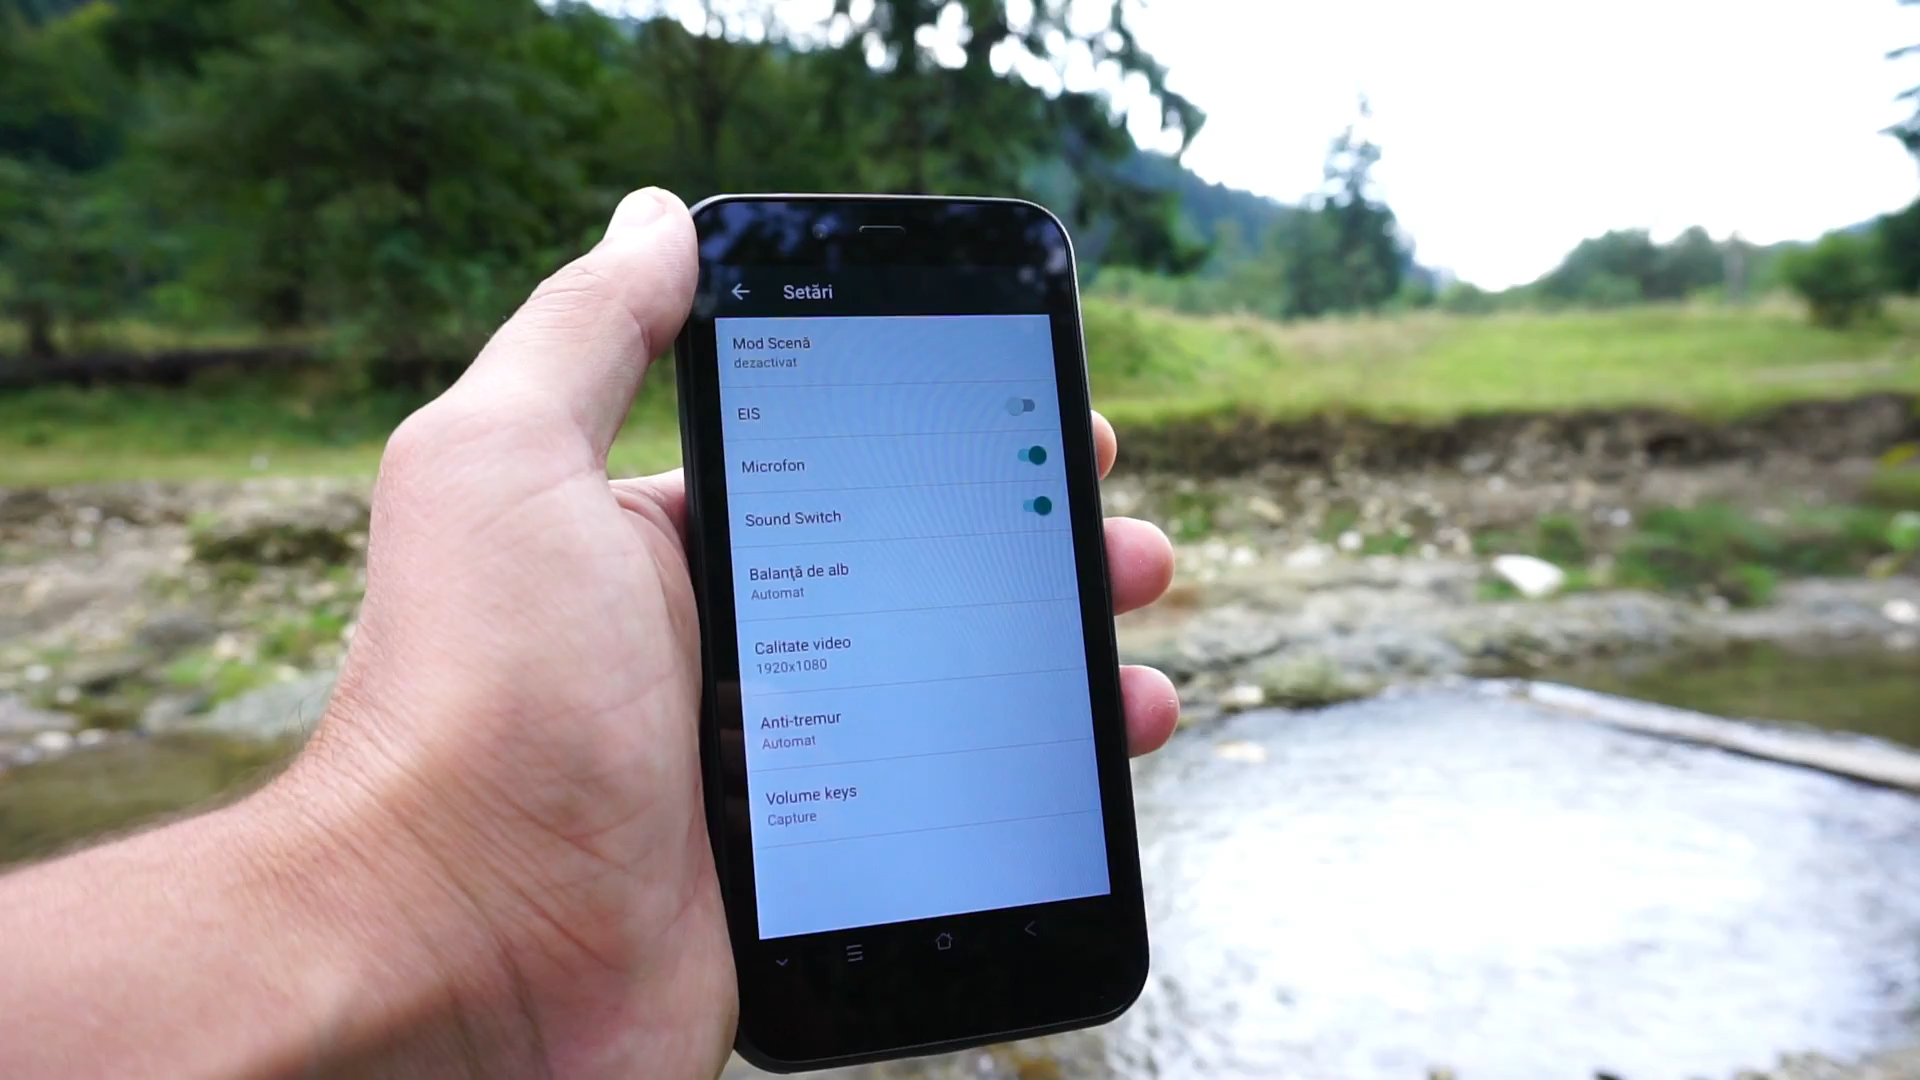 Setări
Mod Scenă
dezactivat
EIS
Microfon
Sound Switch
Balanţă de alb
Automat
Calitate video
1920x1080
Anti-tremur
Automat
Volume keys
Capture